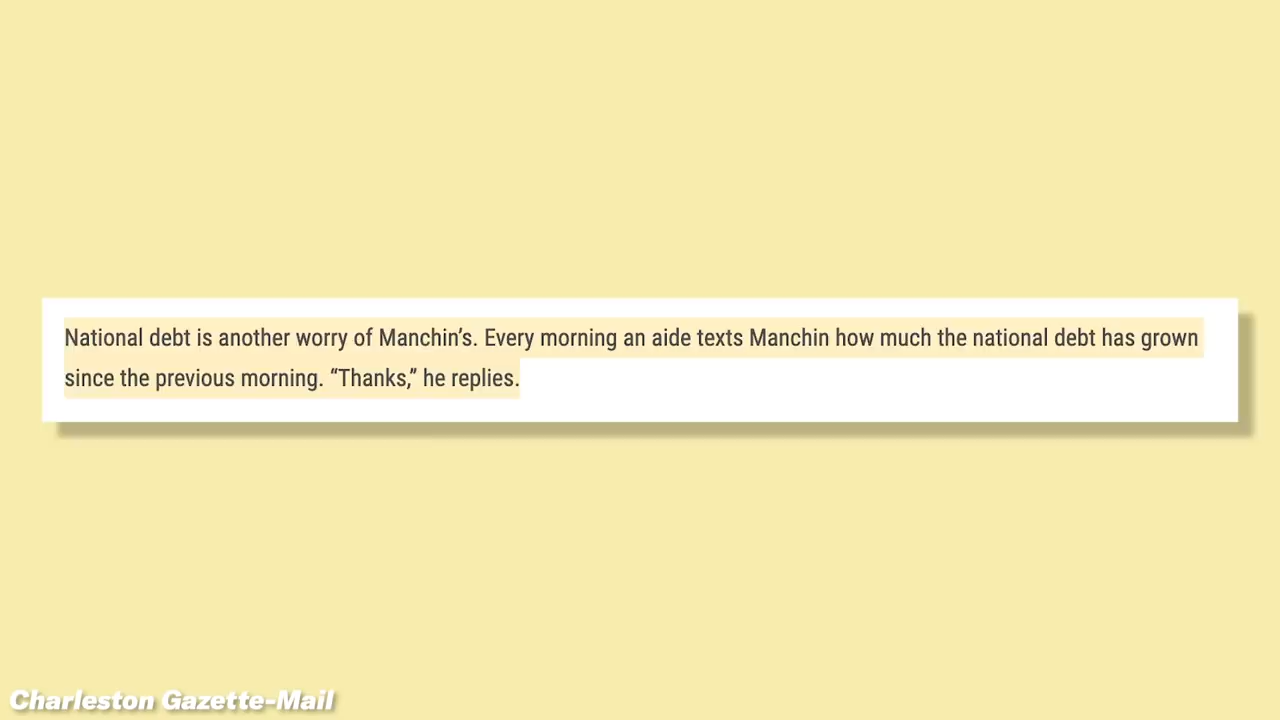 National debt is another worry of Manchin’s. Every morning an aide texts Manchin how much the national debt has grown
since the previous morning. “Thanks,” he replies.
Charleston Gazette-Mail